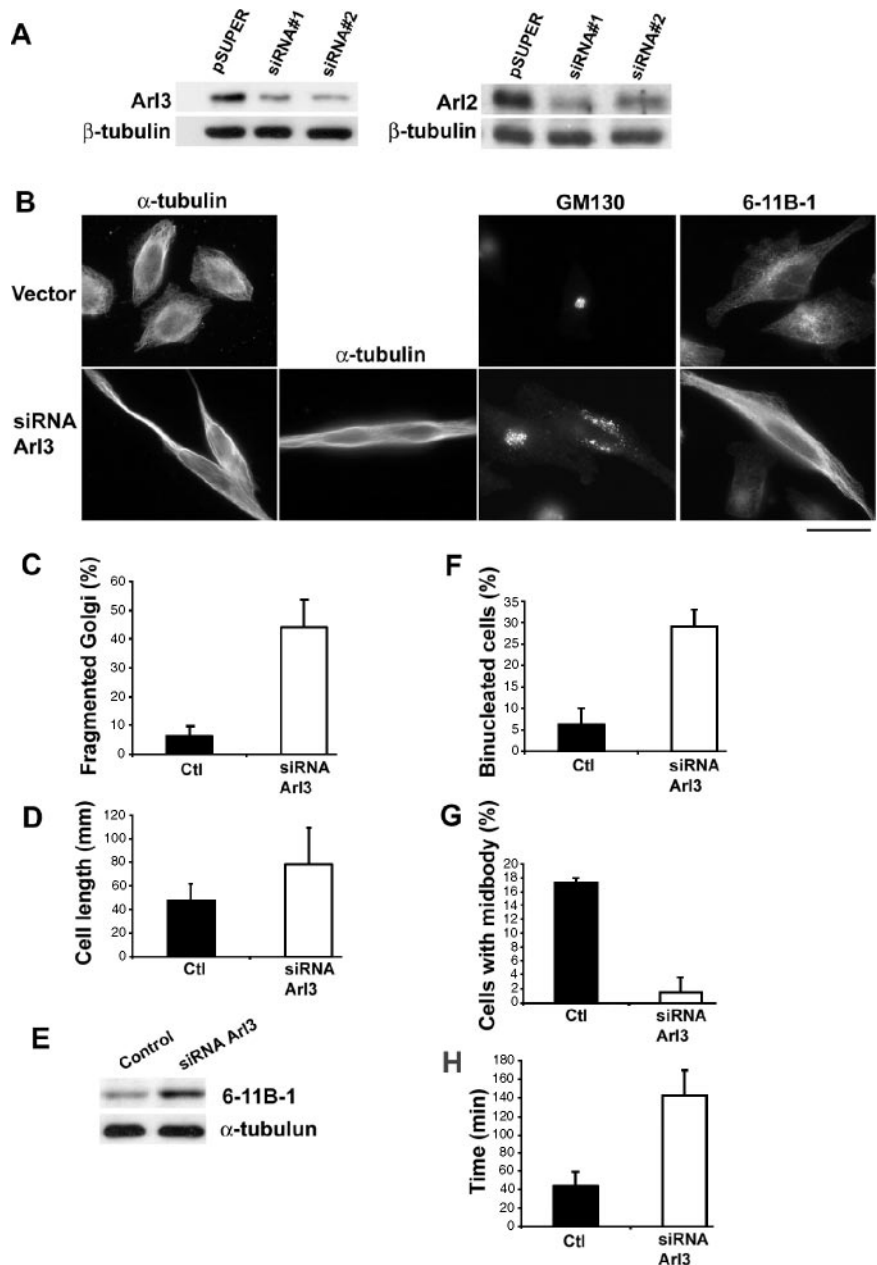 A
pSUPER siRNA#1 siRNA#2
Arl3
β-tubulin
pSUPER siRNA#1 siRNA#2
Arl2
β-tubulin
B
α-tubulin GM130 6-11B-1
Vector
α-tubulin
siRNA
Arl3
C
Fragmented Golgi (%)
60
50
40
30
20
10
0
Ctl siRNA
Arl3
D
Cell length (mm)
120
100
80
60
40
20
0
Ctl siRNA
Arl3
E
Control siRNA Arl3
6-11B-1
α-tubulun
F
Binucleated cells (%)
35
30
25
20
15
10
5
0
Ctl siRNA
Arl3
G
Cells with midbody (%)
20
18
16
14
12
10
8
6
4
2
0
Ctl siRNA
Arl3
H
Time (min)
180
160
140
120
100
80
60
40
20
0
Ctl siRNA
Arl3